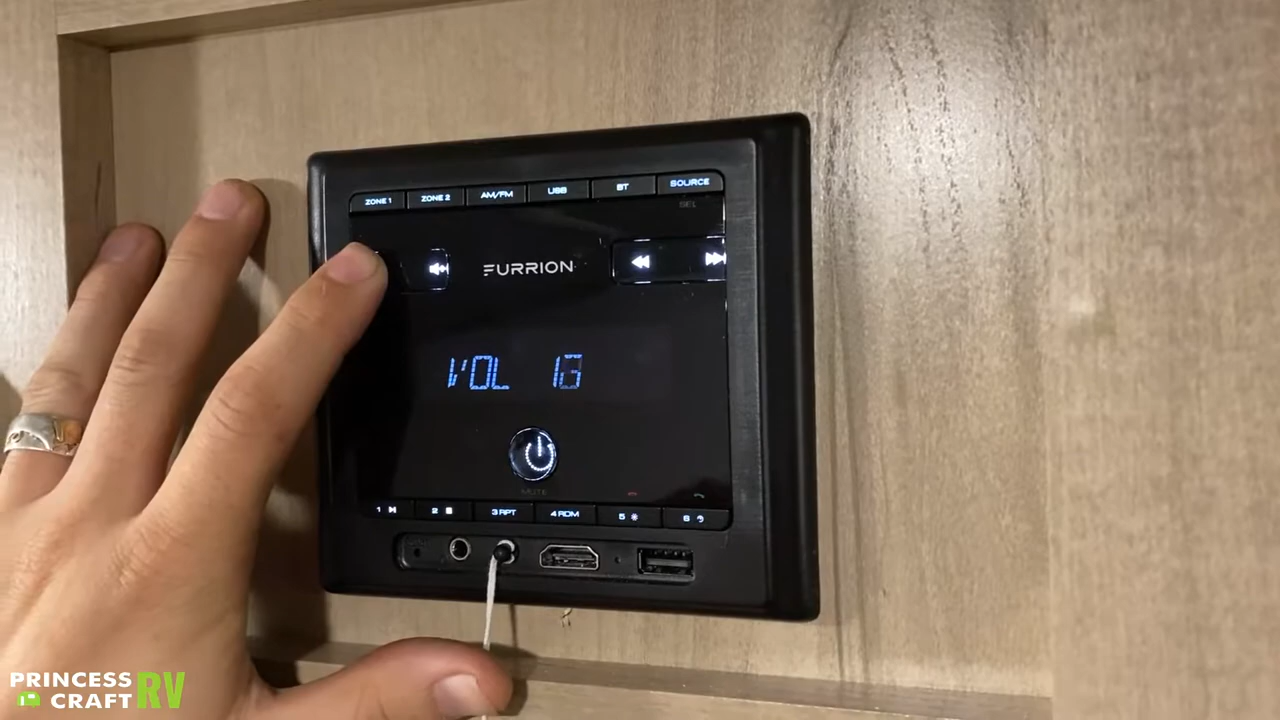 ZONE 1 ZONE 2 AM/FM USB BT SOURCE
SEL
FURRION
VOL
MUTE
1 2 3 RPT 4 RDM 5 6
PRINCESS
CRAFT RV